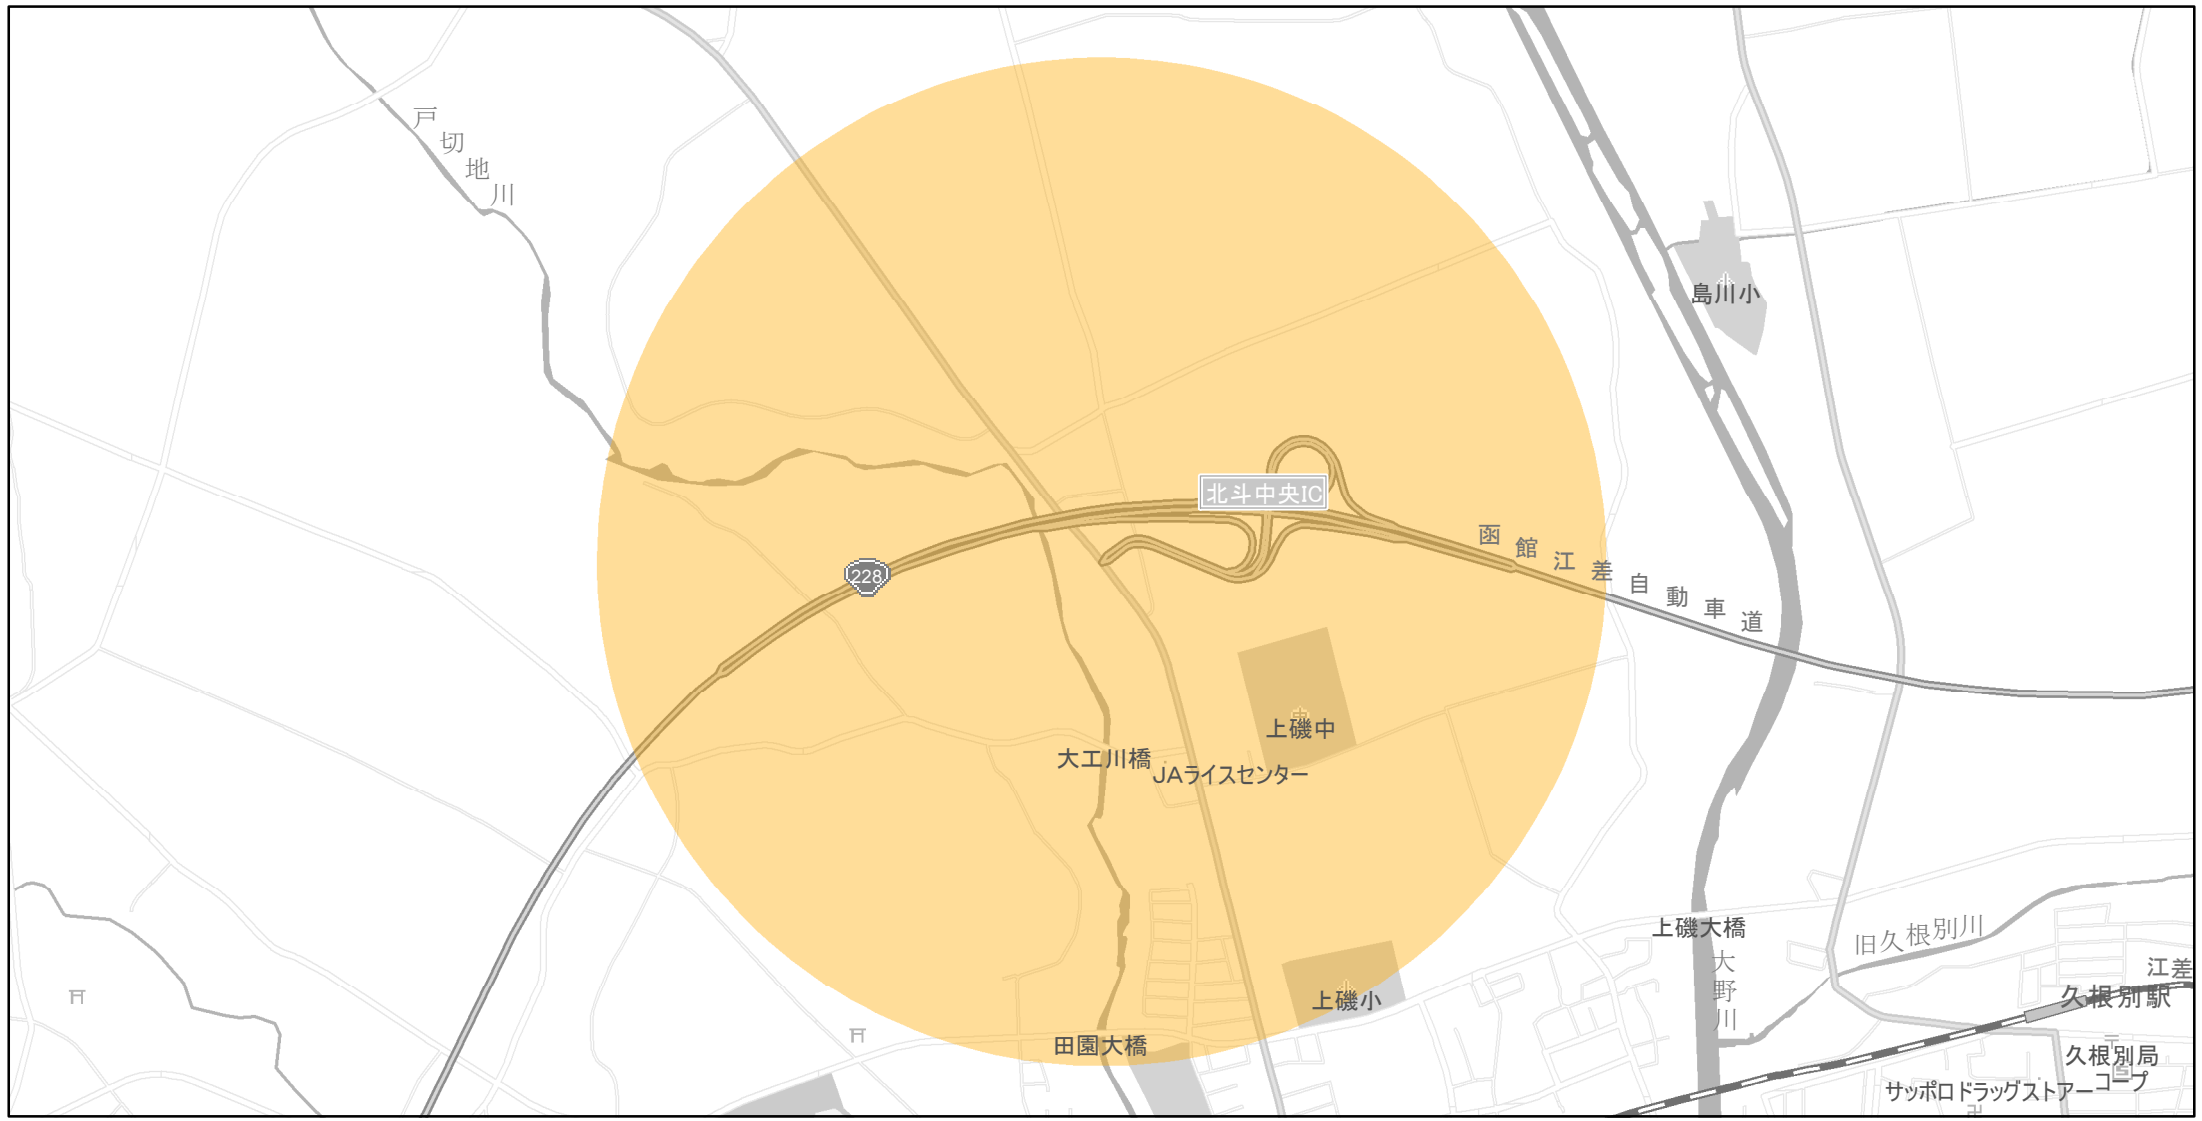 戸切地川
島川小
北斗中央IC
函館江差自動車道
228
上磯中
大工川橋
JAライスセンター
上磯大橋
旧久根別川
大野川
江差
久根別駅
上磯小
田園大橋
久根別局
コープ
サッポロドラッグストアー